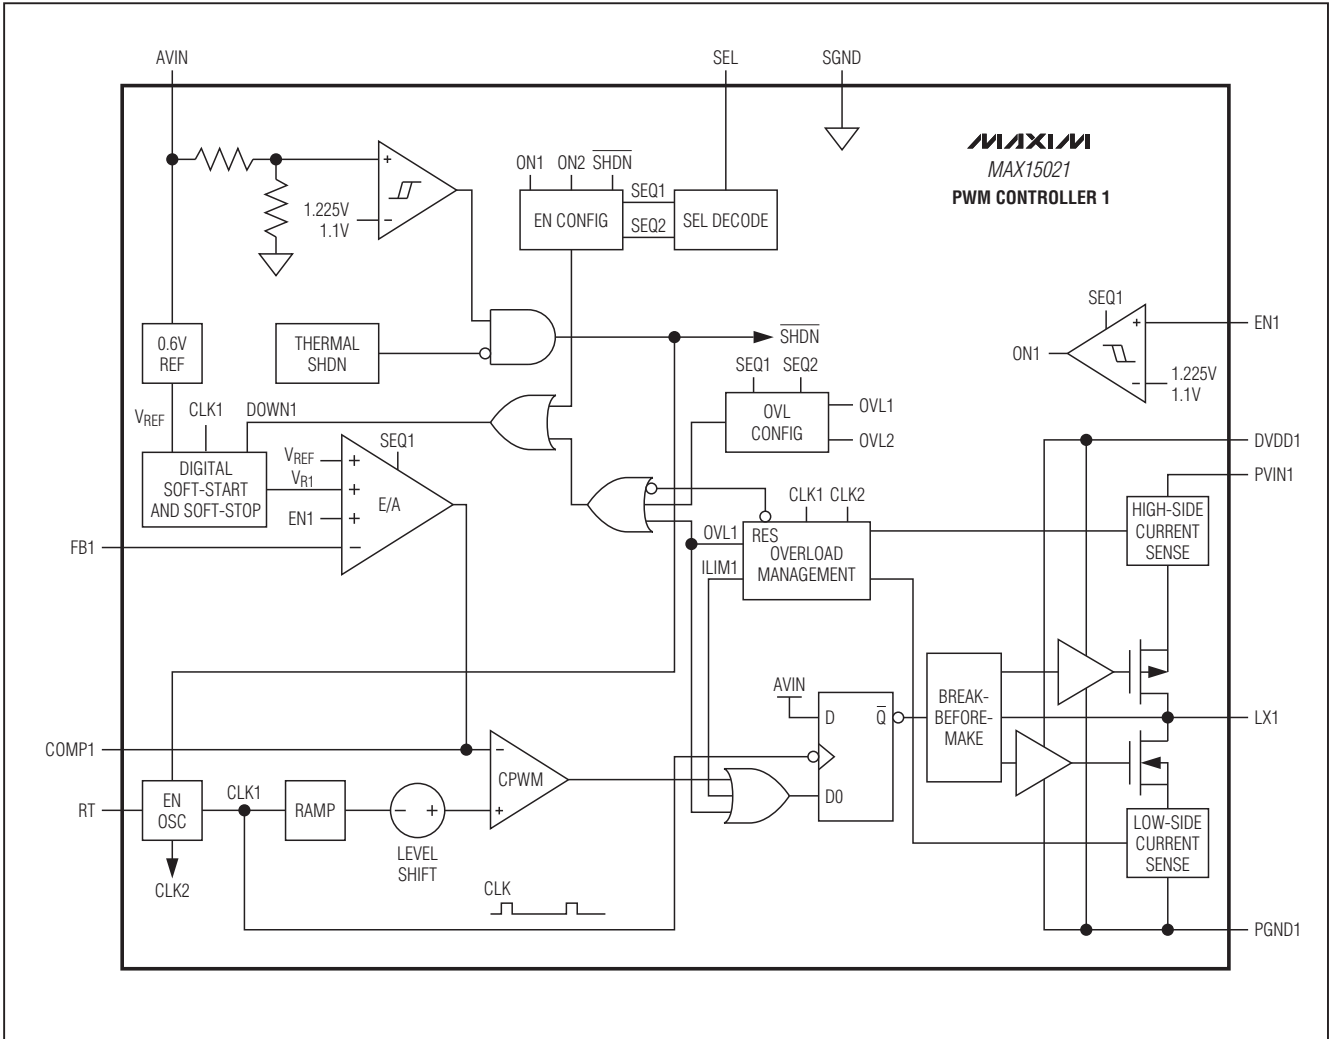 AVIN
SEL
SGND
MAXIM
MAX15021
PWM CONTROLLER 1
+
−
1.225V
1.1V
ON1 ON2 SHDN
EN CONFIG
SEQ1
SEQ2
SEL DECODE
0.6V
REF
THERMAL
SHDN
SHDN
SEQ1
EN1
ON1
+
−
1.225V
1.1V
SEQ1 SEQ2
OVL
CONFIG
OVL1
OVL2
VREF
CLK1
DOWN1
DIGITAL
SOFT-START
AND SOFT-STOP
SEQ1
VREF
VR1
EN1
+
+
+
−
E/A
FB1
DVDD1
PVIN1
HIGH-SIDE
CURRENT
SENSE
CLK1 CLK2
OVL1
ILIM1
RES
OVERLOAD
MANAGEMENT
AVIN
D
Q
D0
BREAK-
BEFORE-
MAKE
LX1
COMP1
−
+
CPWM
RT
EN
OSC
CLK1
CLK2
RAMP
− +
LEVEL
SHIFT
CLK
LOW-SIDE
CURRENT
SENSE
PGND1